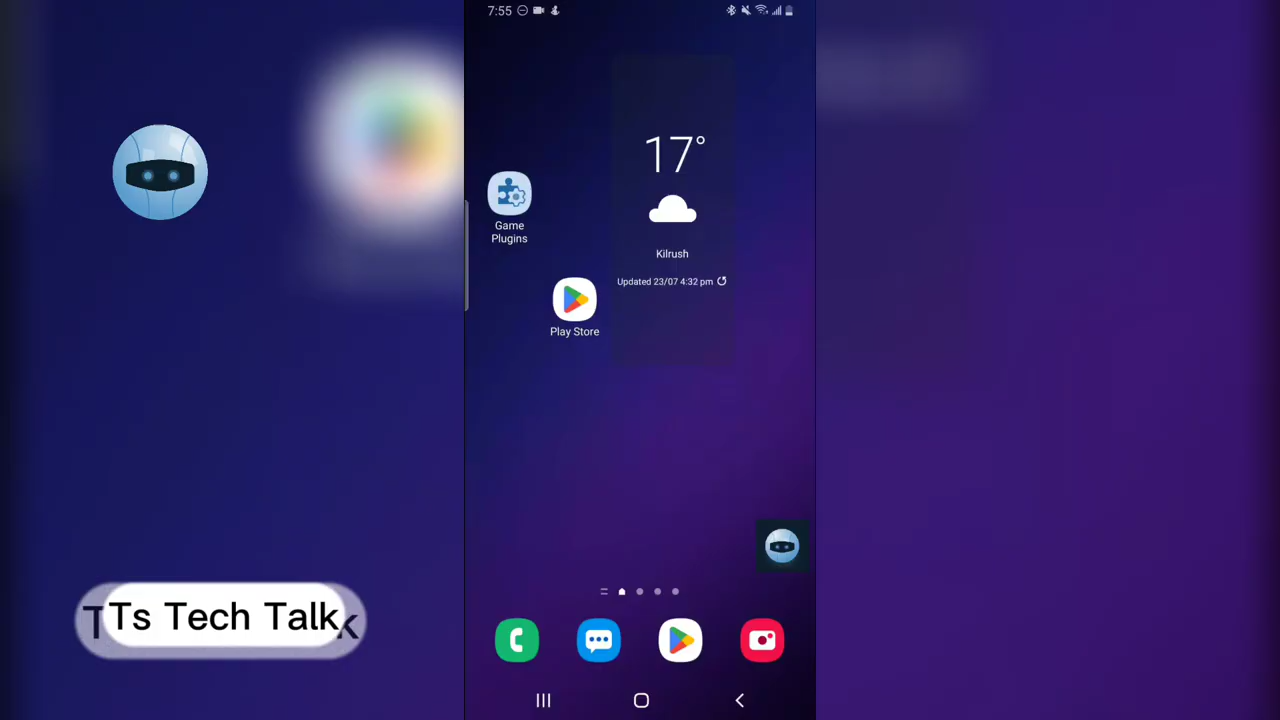 7:55
17°
Game
Plugins
Kilrush
Updated 23/07 4:32 pm
Play Store
Ts Tech Talk